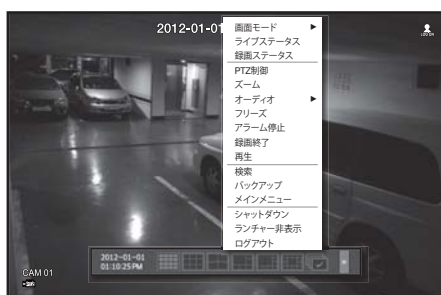 2012-01-01
LOG ON
画面モード
ライブステータス
録画ステータス
PTZ制御
ズーム
オーディオ
フリーズ
アラーム停止
録画終了
再生
検索
バックアップ
メインメニュー
シャットダウン
ランチャー非表示
ログアウト
2012-01-01
01:10:25 PM
CAM 01